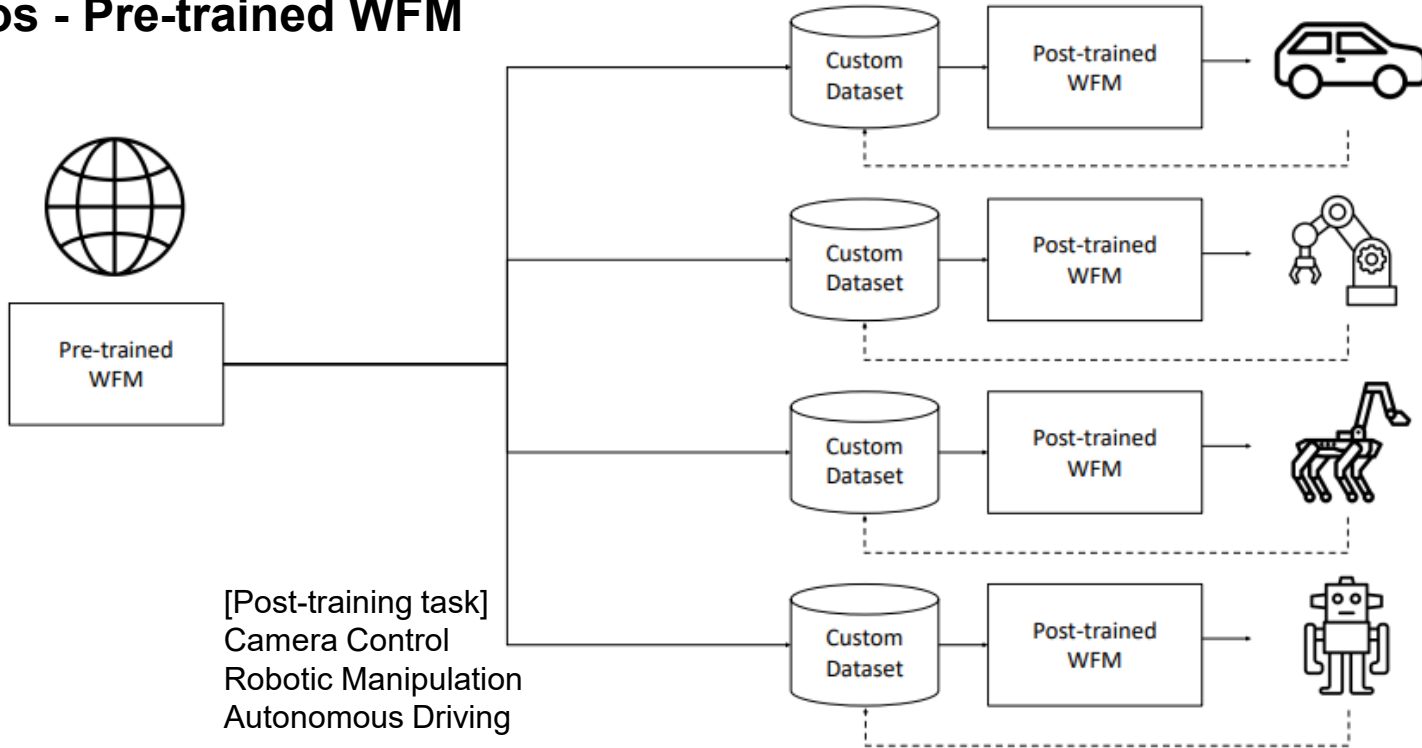 os - Pre-trained WFM
Custom
Dataset
Post-trained
WFM
Custom
Dataset
Post-trained
WFM
Pre-trained
WFM
Custom
Dataset
Post-trained
WFM
[Post-training task]
Camera Control
Robotic Manipulation
Autonomous Driving
Custom
Dataset
Post-trained
WFM